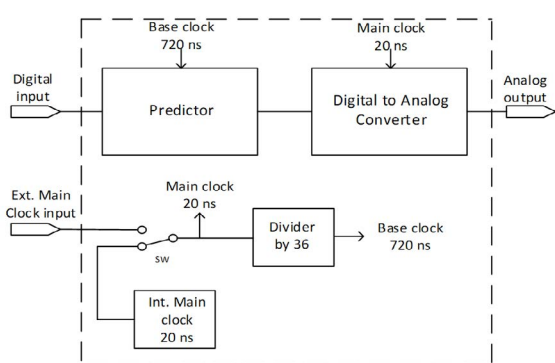 Base clock
720 ns
Main clock
20 ns
Digital
input
Predictor
Digital to Analog
Converter
Analog
output
Ext. Main
Clock input
Main clock
20 ns
sw
Divider
by 36
Base clock
720 ns
Int. Main
clock
20 ns